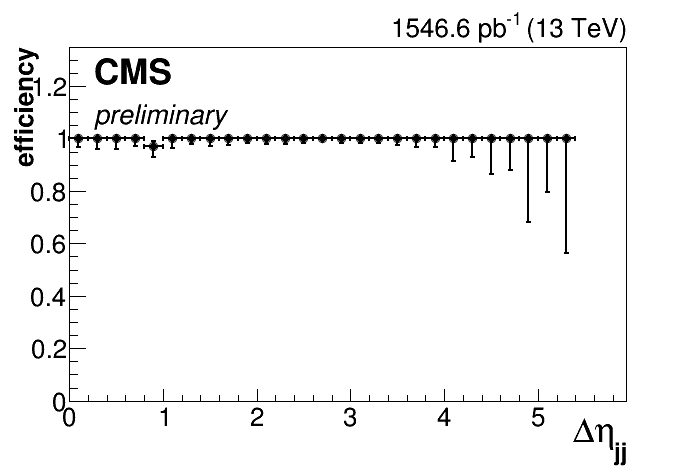 1546.6 pb-1 (13 TeV)
CMS
preliminary
efficiency
1.2
1
0.8
0.6
0.4
0.2
0
0 1 2 3 4 5
Δηjj